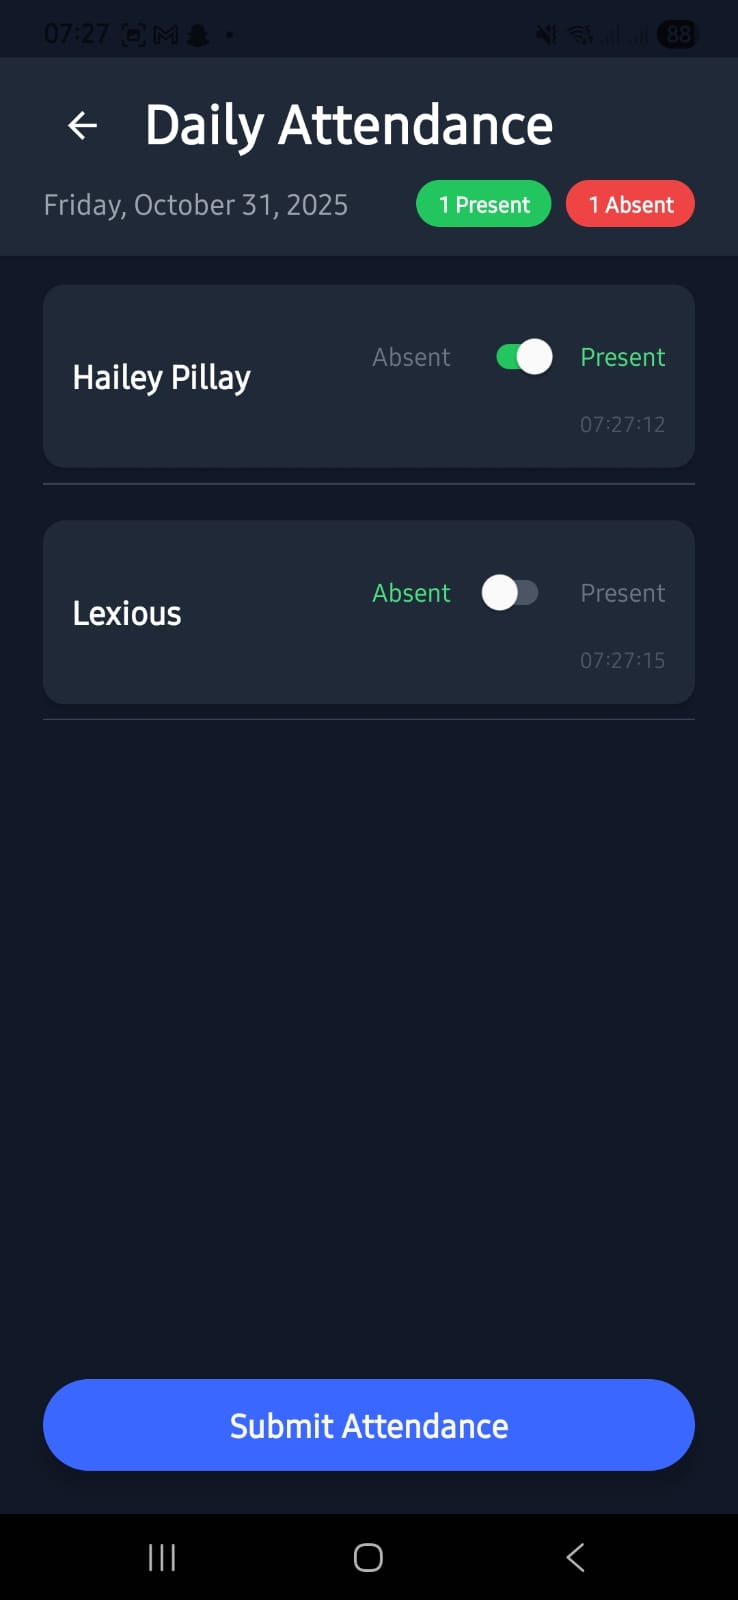 07:27 88
Daily Attendance
Friday, October 31, 2025 1 Present 1 Absent
Absent Present
Hailey Pillay
07:27:12
Absent Present
Lexious
07:27:15
Submit Attendance